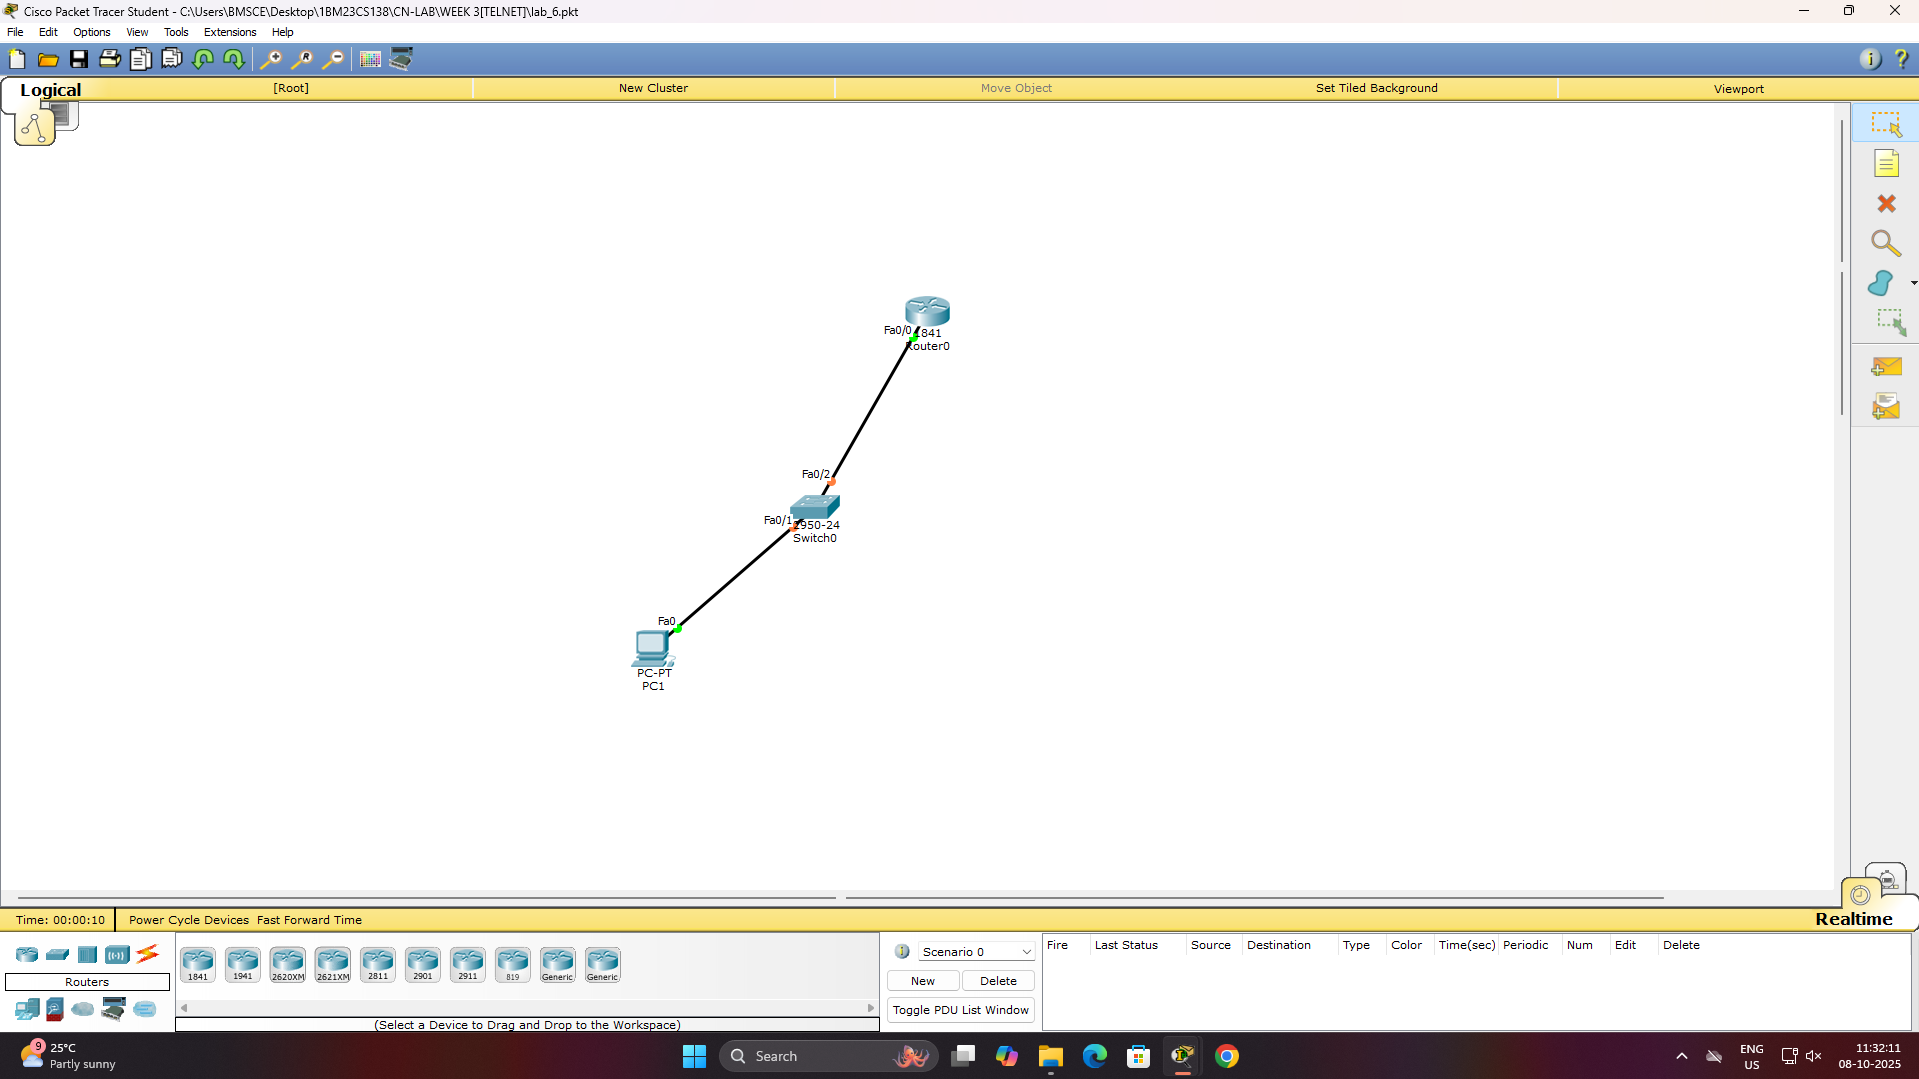 Cisco Packet Tracer Student - C:\Users\BMSCE\Desktop\1BM23CS138\CN-LAB\WEEK 3[TELNET]\lab_6.pkt
File Edit Options View Tools Extensions Help
Logical [Root] New Cluster Move Object Set Tiled Background Viewport
Fa0/0 1841
Router0
Fa0/2
Fa0/1 2950-24
Switch0
Fa0
PC-PT
PC1
Time: 00:00:10 Power Cycle Devices Fast Forward Time Realtime
Scenario 0 Fire Last Status Source Destination Type Color Time(sec) Periodic Num Edit Delete
1841 1941 2620XM 2621XM 2811 2901 2911 819 Generic Generic
Routers
New Delete
Toggle PDU List Window
(Select a Device to Drag and Drop to the Workspace)
9 25°C
Partly sunny
Search
ENG
US
11:32:11
08-10-2025